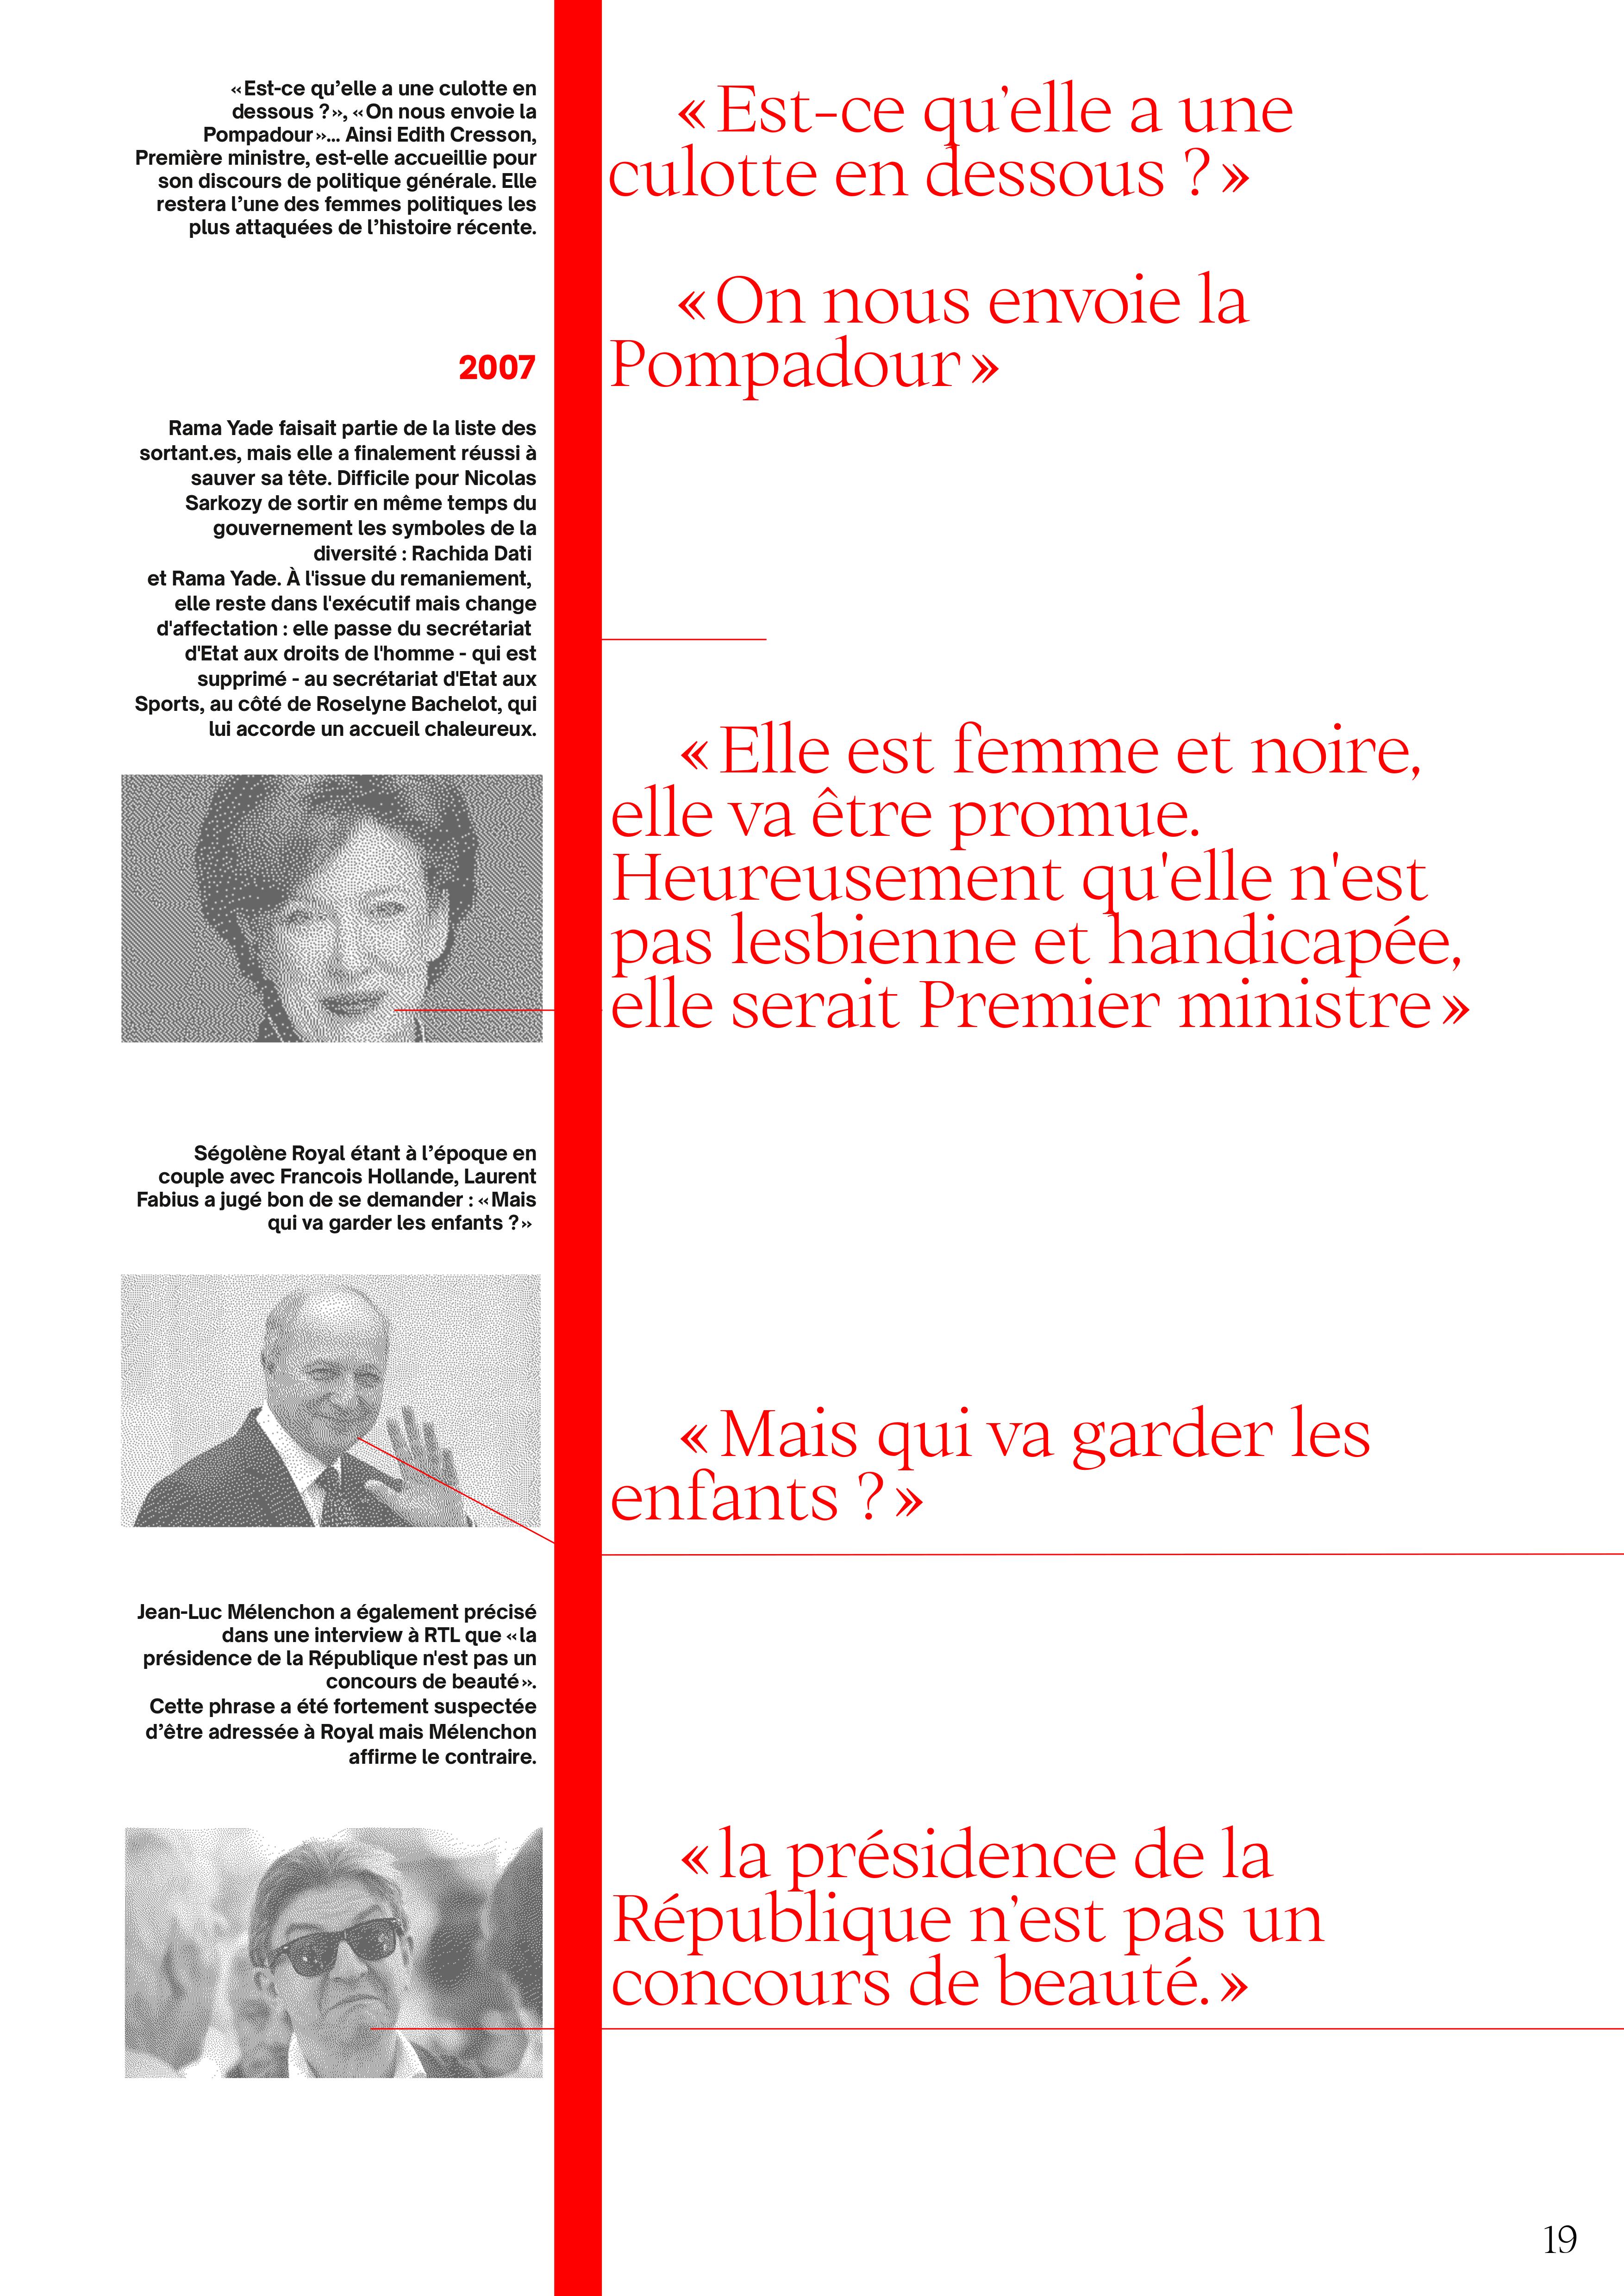 «Est-ce qu’elle a une culotte en
dessous ?», «On nous envoie la
Pompadour»... Ainsi Edith Cresson,
Première ministre, est-elle accueillie pour
son discours de politique générale. Elle
restera l’une des femmes politiques les
plus attaquées de l’histoire récente.
«Est-ce qu’elle a une
culotte en dessous ?»
«On nous envoie la
Pompadour»
2007
Rama Yade faisait partie de la liste des
sortant.es, mais elle a finalement réussi à
sauver sa tête. Difficile pour Nicolas
Sarkozy de sortir en même temps du
gouvernement les symboles de la
diversité : Rachida Dati
et Rama Yade. À l'issue du remaniement,
elle reste dans l'exécutif mais change
d'affectation : elle passe du secrétariat
d'Etat aux droits de l'homme - qui est
supprimé - au secrétariat d'Etat aux
Sports, au côté de Roselyne Bachelot, qui
lui accorde un accueil chaleureux.
«Elle est femme et noire,
elle va être promue.
Heureusement qu'elle n'est
pas lesbienne et handicapée,
elle serait Premier ministre»
Ségolène Royal étant à l’époque en
couple avec Francois Hollande, Laurent
Fabius a jugé bon de se demander : «Mais
qui va garder les enfants ?»
«Mais qui va garder les
enfants ?»
Jean-Luc Mélenchon a également précisé
dans une interview à RTL que «la
présidence de la République n'est pas un
concours de beauté».
Cette phrase a été fortement suspectée
d’être adressée à Royal mais Mélenchon
affirme le contraire.
«la présidence de la
République n’est pas un
concours de beauté.»
19